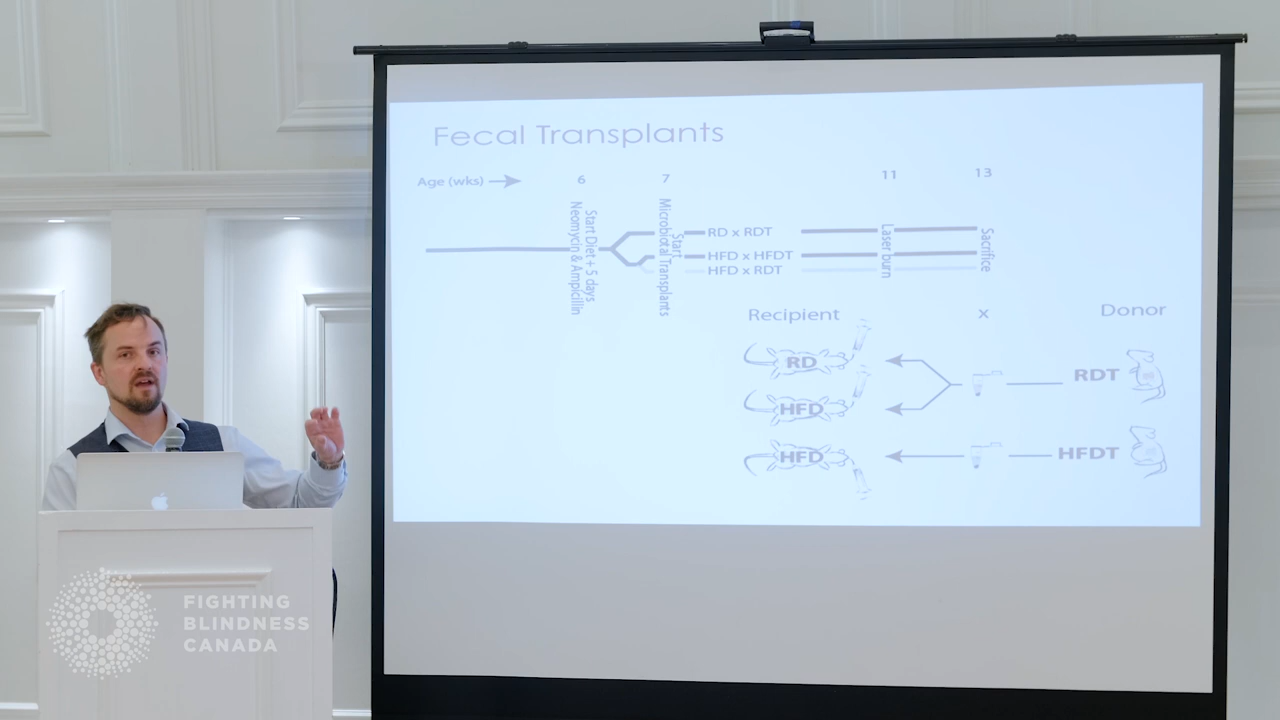 Fecal Transplants
Age (wks)
6
7
11
13
Start Diet + 5 days
Neomycin & Ampicillin
Start
Microbiotal Transplants
RD x RDT
HFD x HFDT
HFD x RDT
Laser burn
Sacrifice
Recipient
x
Donor
RD
RDT
HFD
HFD
HFDT
FIGHTING
BLINDNESS
CANADA